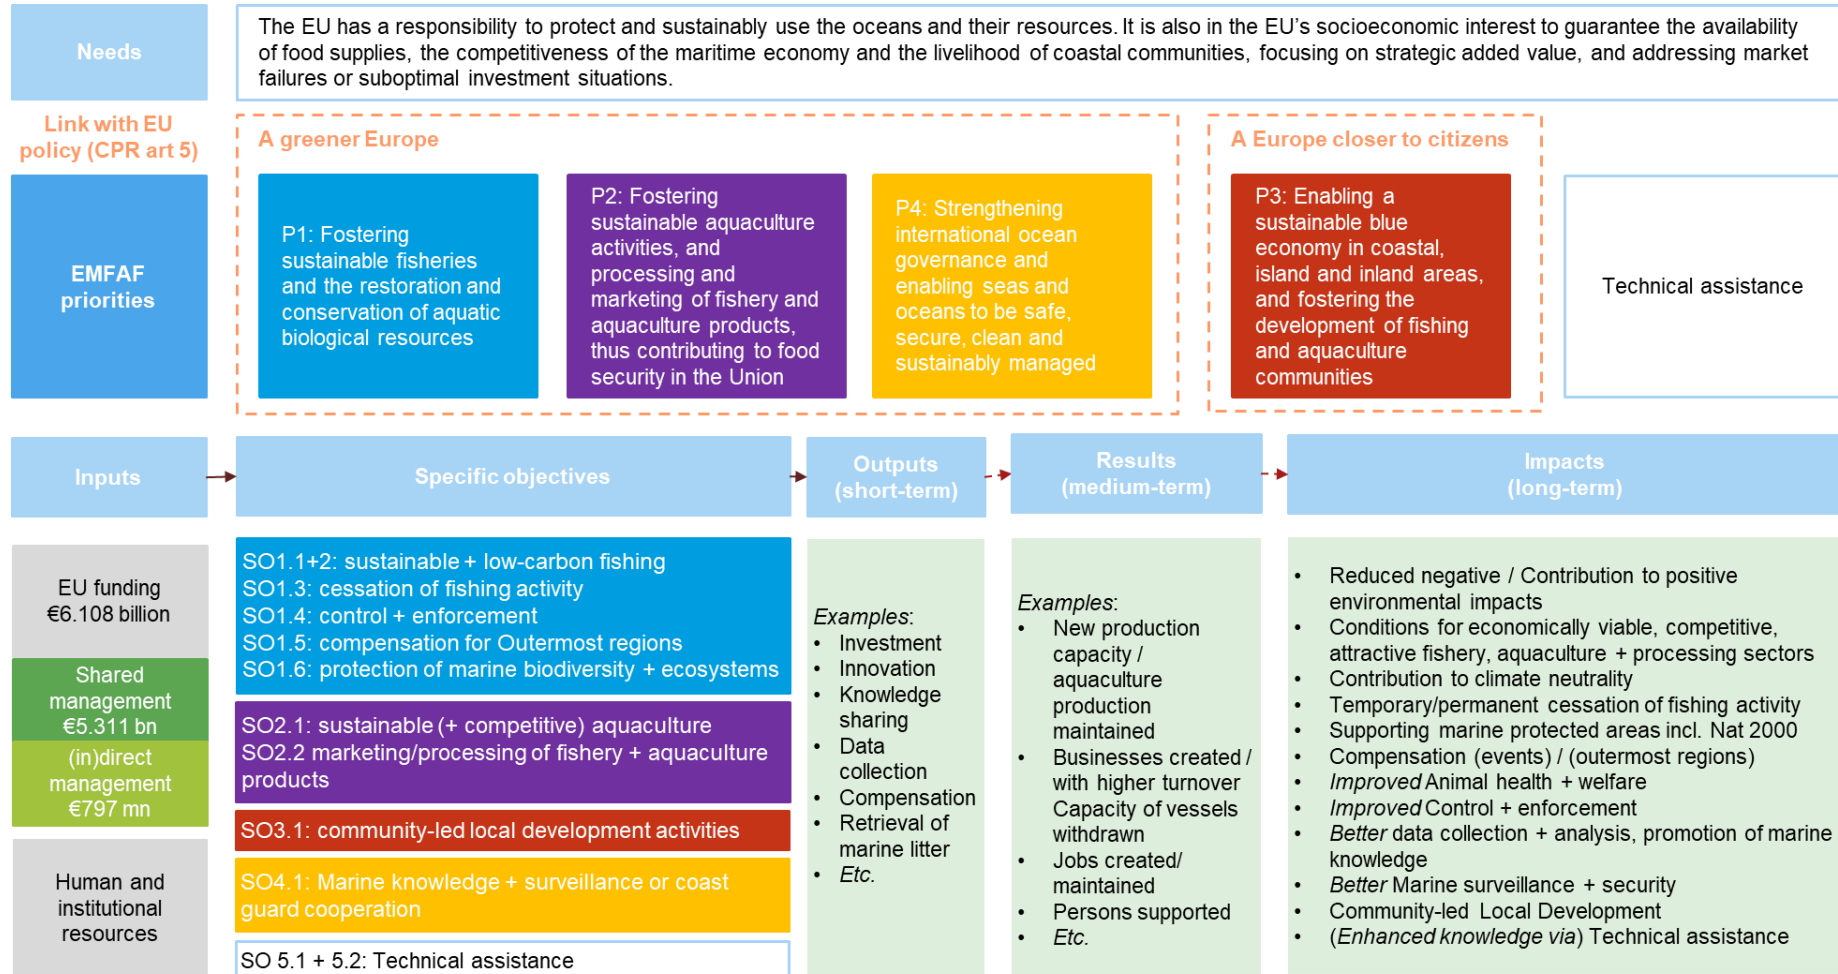 Needs
The EU has a responsibility to protect and sustainably use the oceans and their resources. It is also in the EU’s socioeconomic interest to guarantee the availability
of food supplies, the competitiveness of the maritime economy and the livelihood of coastal communities, focusing on strategic added value, and addressing market
failures or suboptimal investment situations.
Link with EU
policy (CPR art 5)
A greener Europe
A Europe closer to citizens
EMFAF
priorities
P1: Fostering
sustainable fisheries
and the restoration and
conservation of aquatic
biological resources
P2: Fostering
sustainable aquaculture
activities, and
processing and
marketing of fishery and
aquaculture products,
thus contributing to food
security in the Union
P4: Strengthening
international ocean
governance and
enabling seas and
oceans to be safe,
secure, clean and
sustainably managed
P3: Enabling a
sustainable blue
economy in coastal,
island and inland areas,
and fostering the
development of fishing
and aquaculture
communities
Technical assistance
Inputs
Specific objectives
Outputs
(short-term)
Results
(medium-term)
Impacts
(long-term)
EU funding
€6.108 billion
Shared
management
€5.311 bn
(in)direct
management
€797 mn
Human and
institutional
resources
SO1.1+2: sustainable + low-carbon fishing
SO1.3: cessation of fishing activity
SO1.4: control + enforcement
SO1.5: compensation for Outermost regions
SO1.6: protection of marine biodiversity + ecosystems
SO2.1: sustainable (+ competitive) aquaculture
SO2.2 marketing/processing of fishery + aquaculture
products
SO3.1: community-led local development activities
SO4.1: Marine knowledge + surveillance or coast
guard cooperation
SO 5.1 + 5.2: Technical assistance
Examples:
• Investment
• Innovation
• Knowledge
sharing
• Data
collection
• Compensation
• Retrieval of
marine litter
• Etc.
Examples:
• New production
capacity /
aquaculture
production
maintained
• Businesses created /
with higher turnover
Capacity of vessels
withdrawn
• Jobs created/
maintained
• Persons supported
• Etc.
• Reduced negative / Contribution to positive
environmental impacts
• Conditions for economically viable, competitive,
attractive fishery, aquaculture + processing sectors
• Contribution to climate neutrality
• Temporary/permanent cessation of fishing activity
• Supporting marine protected areas incl. Nat 2000
• Compensation (events) / (outermost regions)
• Improved Animal health + welfare
• Improved Control + enforcement
• Better data collection + analysis, promotion of marine
knowledge
• Better Marine surveillance + security
• Community-led Local Development
• (Enhanced knowledge via) Technical assistance